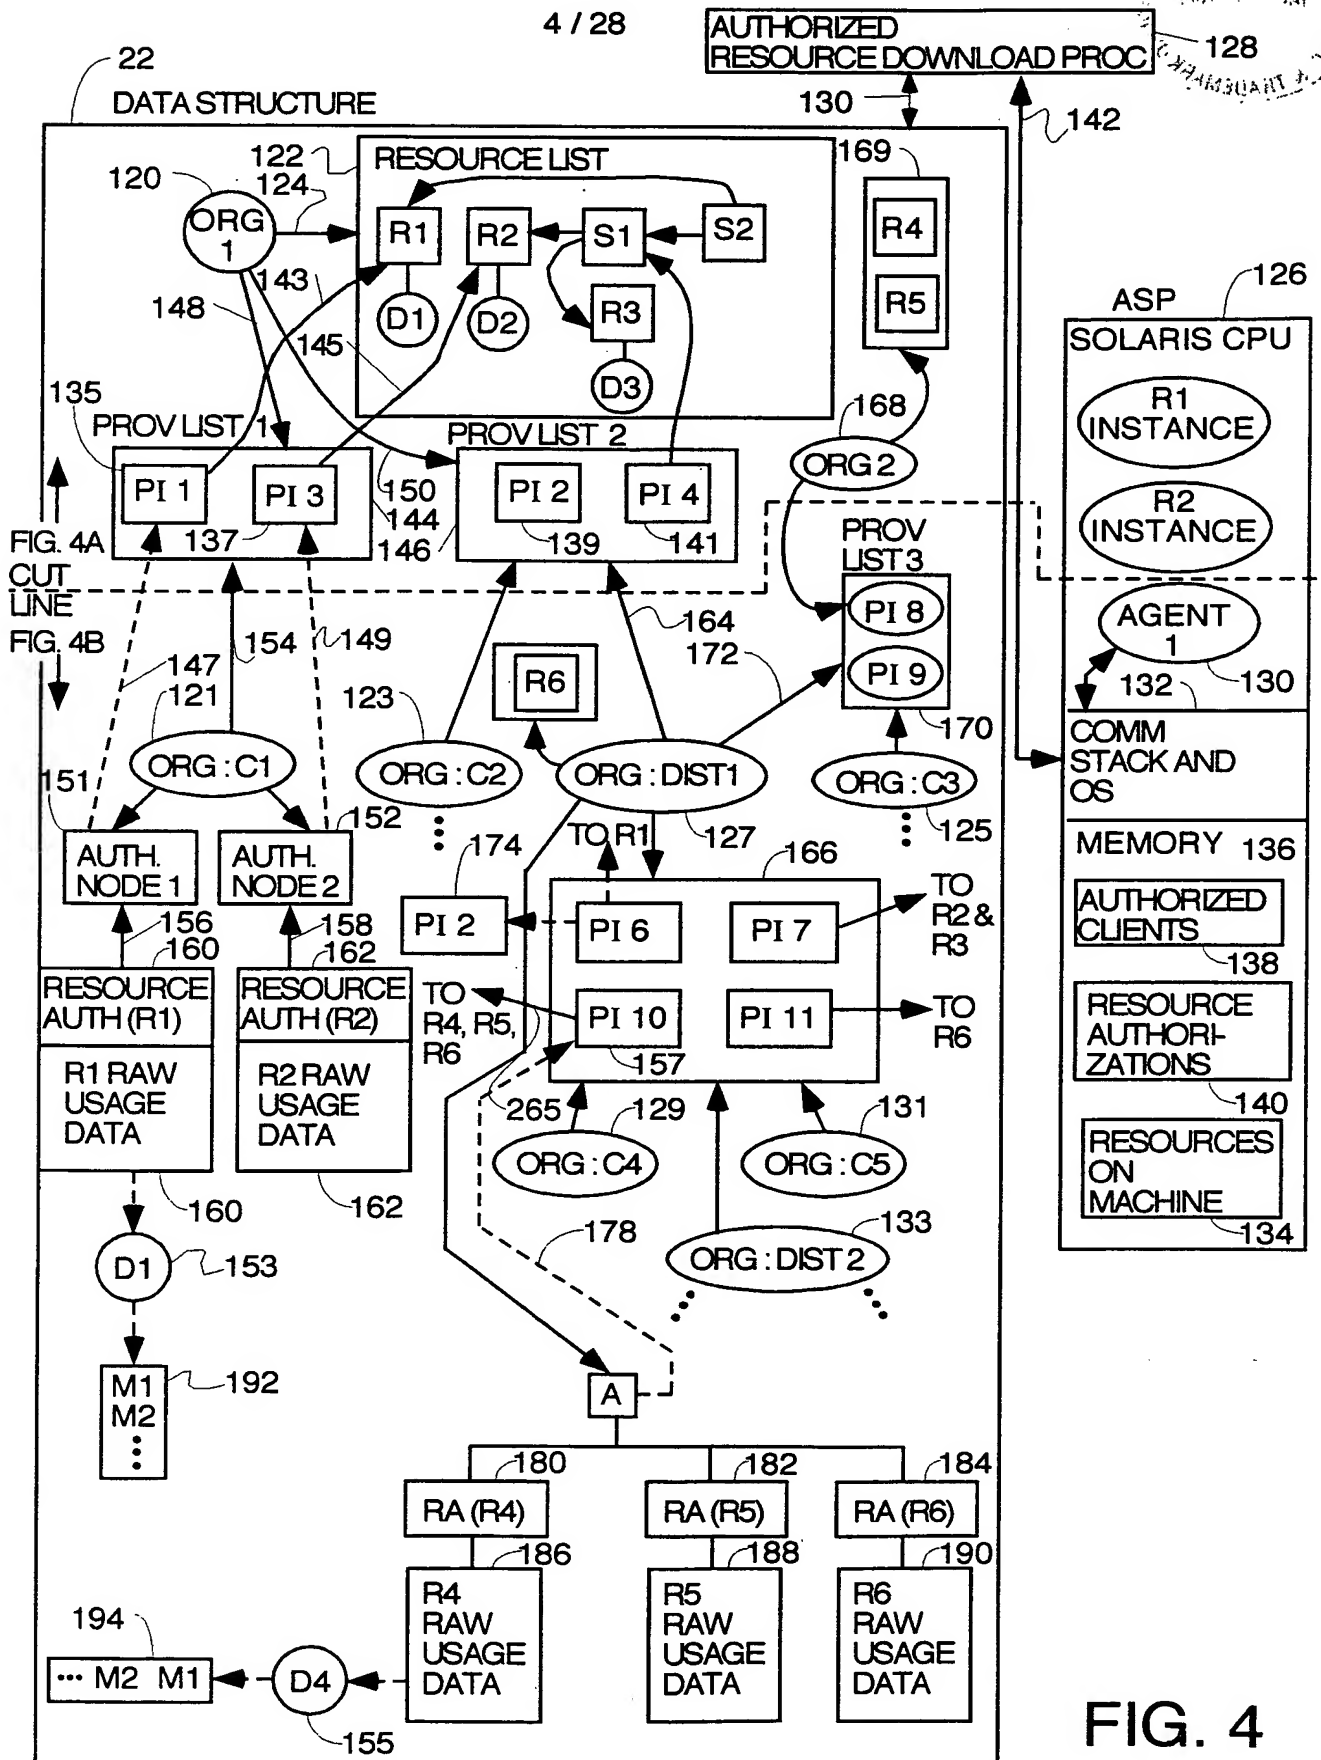 4 / 28
AUTHORIZED
RESOURCE DOWNLOAD PROC
128
22
DATA STRUCTURE
130
142
122
RESOURCE LIST
169
120
124
ORG
1
R1
R2
S1
S2
R4
R5
143
148
D1
D2
R3
D3
145
126
ASP
SOLARIS CPU
R1
INSTANCE
R2
INSTANCE
135
PROV LIST 1
PROV LIST 2
168
ORG 2
PI 1
PI 3
150
144
137
146
PI 2
139
PI 4
141
PROV
LIST 3
FIG. 4A
CUT
LINE
FIG. 4B
PI 8
PI 9
170
AGENT
1
130
132
154
149
164
172
147
121
R6
123
ORG : C1
ORG : C2
ORG : DIST1
ORG : C3
125
127
COMM
STACK AND
OS
151
152
AUTH.
NODE 1
AUTH.
NODE 2
174
TO R1
166
MEMORY 136
156
160
158
162
PI 2
PI 6
PI 7
TO
R2 &
R3
AUTHORIZED
CLIENTS
138
RESOURCE
AUTH (R1)
RESOURCE
AUTH (R2)
TO
R4, R5,
R6
PI 10
157
PI 11
TO
R6
RESOURCE
AUTHORI-
ZATIONS
140
R1 RAW
USAGE
DATA
R2 RAW
USAGE
DATA
265
129
131
ORG : C4
ORG : C5
RESOURCES
ON
MACHINE
134
160
162
178
133
D1
153
ORG : DIST 2
M1
M2
192
A
180
182
184
RA (R4)
RA (R5)
RA (R6)
186
188
190
R4
RAW
USAGE
DATA
R5
RAW
USAGE
DATA
R6
RAW
USAGE
DATA
194
••• M2 M1
D4
155
FIG. 4